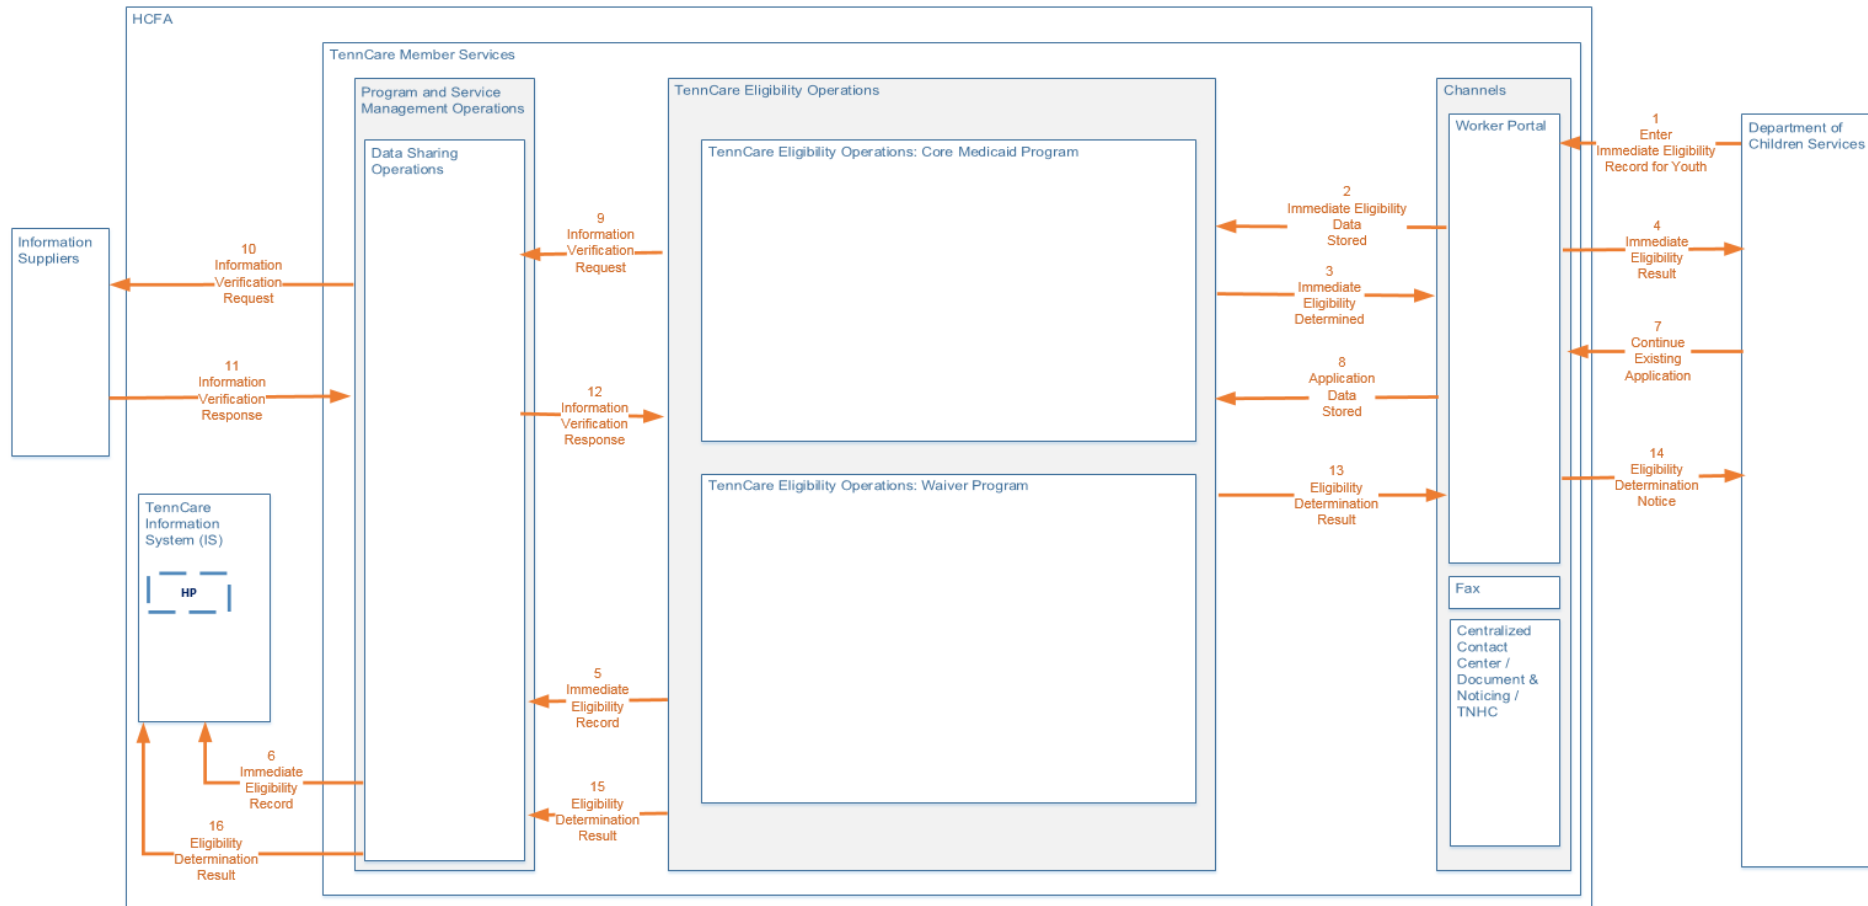 HCFA
TennCare Member Services
Program and Service
Management Operations
Data Sharing
Operations
TennCare Eligibility Operations
TennCare Eligibility Operations: Core Medicaid Program
TennCare Eligibility Operations: Waiver Program
Channels
Worker Portal
Fax
Centralized
Contact
Center /
Document &
Noticing /
TNHC
Department of
Children Services
Information
Suppliers
TennCare
Information
System (IS)
HP
1
Enter
Immediate Eligibility
Record for Youth
2
Immediate Eligibility
Data
Stored
3
Immediate
Eligibility
Determined
4
Immediate
Eligibility
Result
5
Immediate
Eligibility
Record
6
Immediate
Eligibility
Record
7
Continue
Existing
Application
8
Application
Data
Stored
9
Information
Verification
Request
10
Information
Verification
Request
11
Information
Verification
Response
12
Information
Verification
Response
13
Eligibility
Determination
Result
14
Eligibility
Determination
Notice
15
Eligibility
Determination
Result
16
Eligibility
Determination
Result